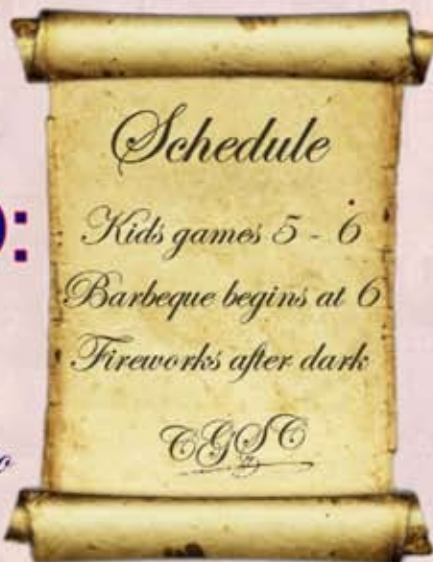 Schedule
Kids games 5 - 6
Barbeque begins at 6
Fireworks after dark
CGSC